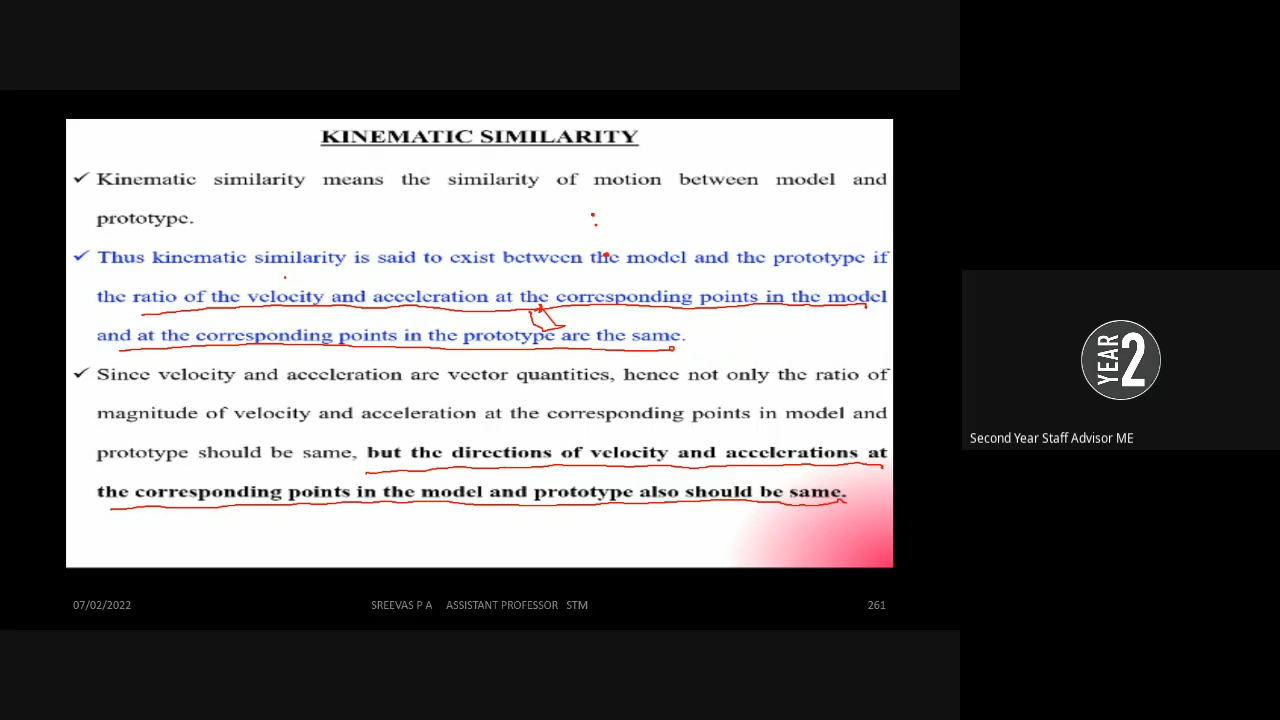 KINEMATIC SIMILARITY
✓ Kinematic similarity means the similarity of motion between model and
prototype.
✓ Thus kinematic similarity is said to exist between the model and the prototype if
the ratio of the velocity and acceleration at the corresponding points in the model
and at the corresponding points in the prototype are the same.
✓ Since velocity and acceleration are vector quantities, hence not only the ratio of
magnitude of velocity and acceleration at the corresponding points in model and
prototype should be same, but the directions of velocity and accelerations at
the corresponding points in the model and prototype also should be same.
07/02/2022 SREEVAS P A ASSISTANT PROFESSOR STM 261
YEAR 2
Second Year Staff Advisor ME